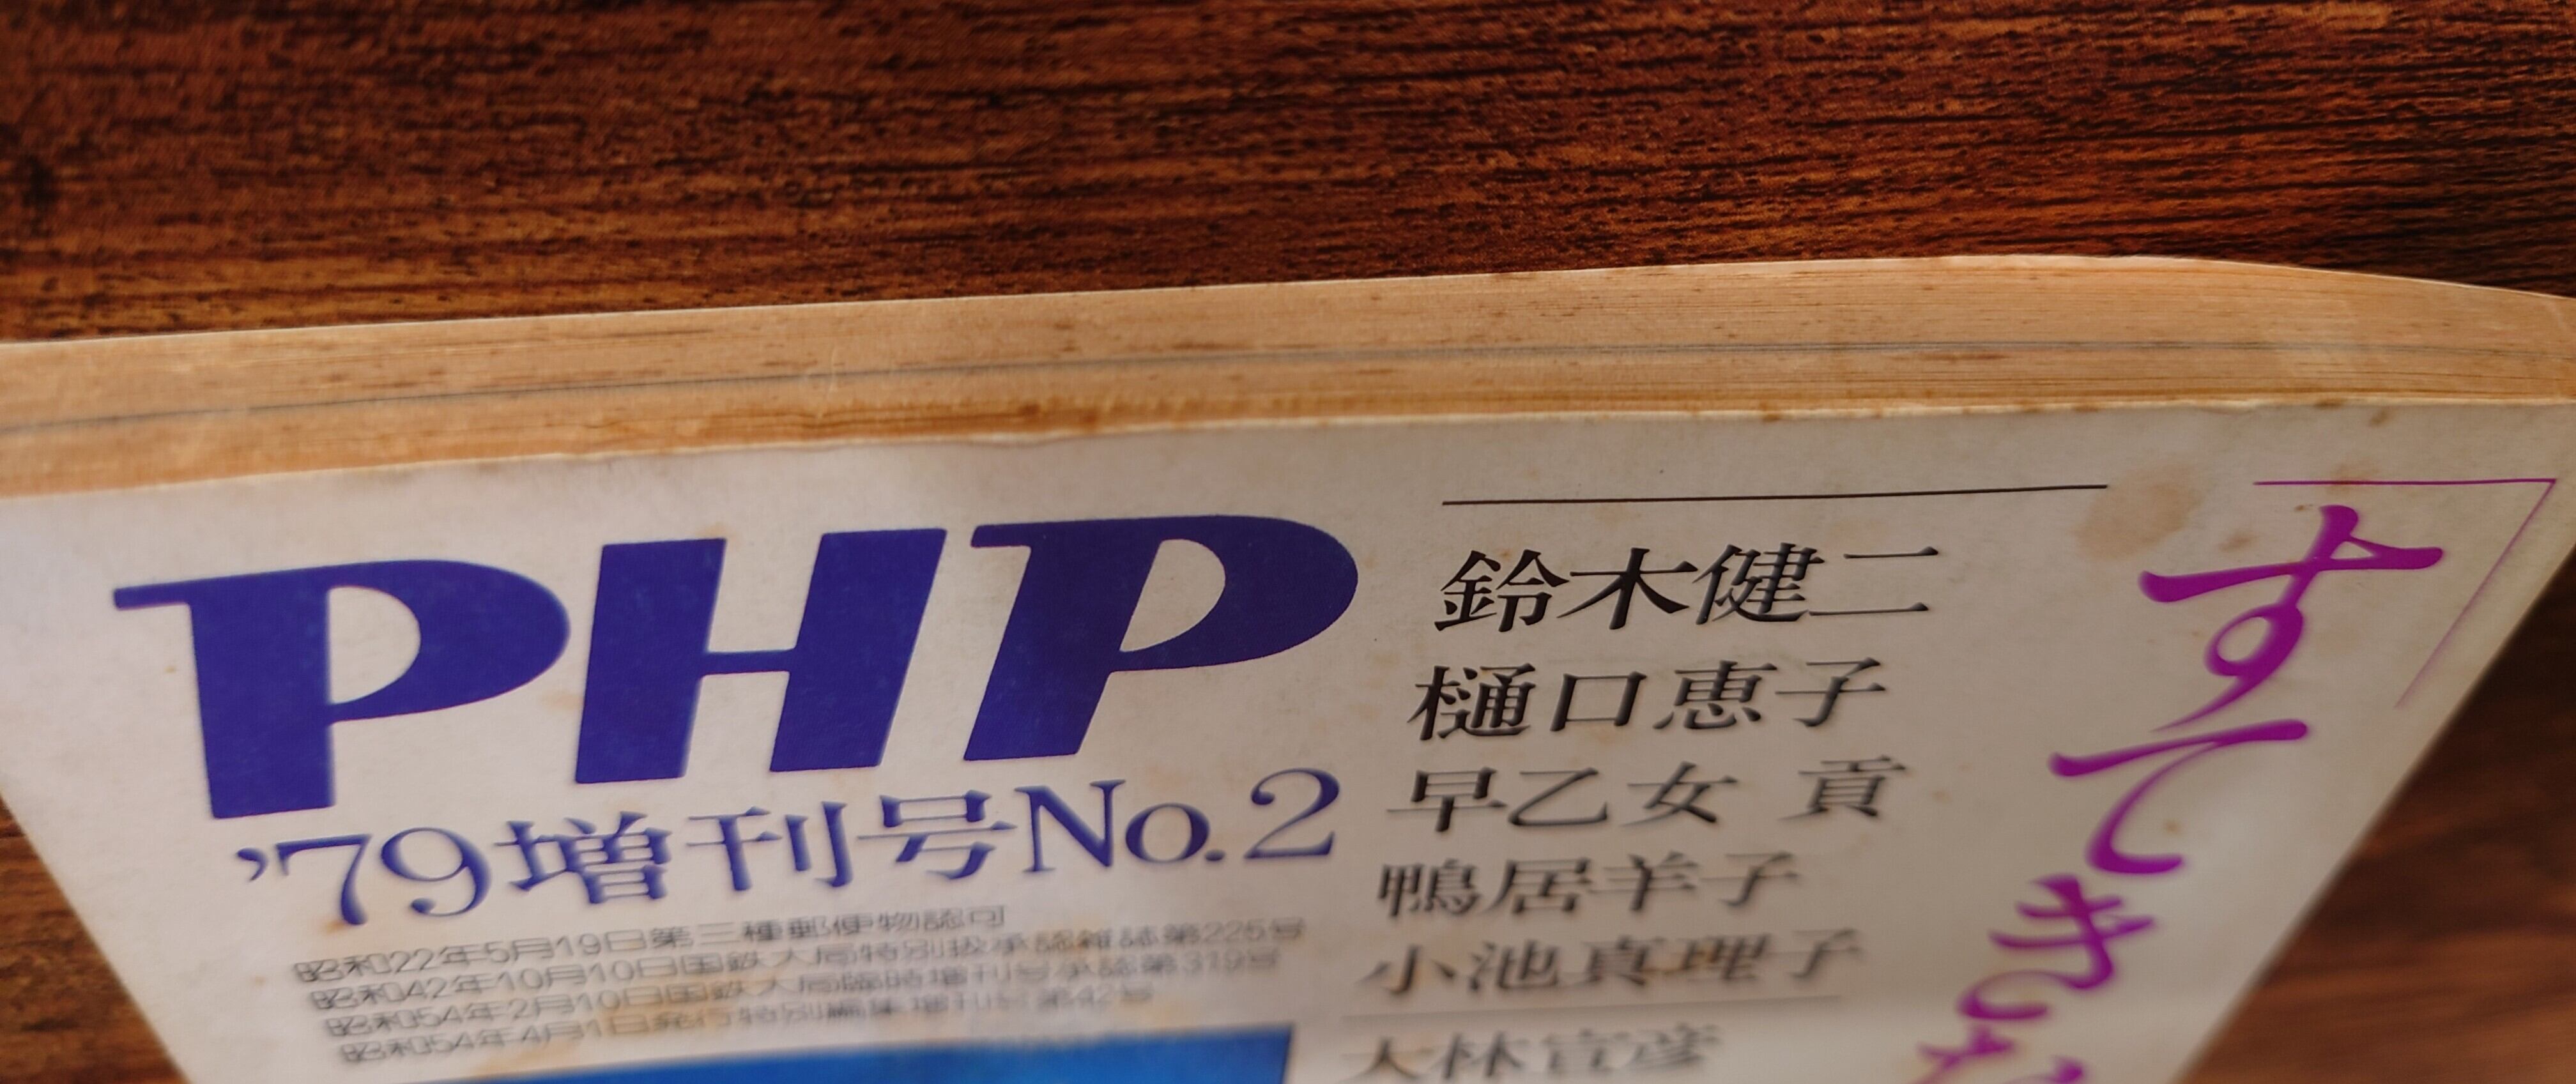 PHP
'79増刊号No.2
昭和22年5月19日第三種郵便物認可
昭和42年10月10日国鉄大局特別扱承認雑誌第225号
昭和54年2月10日国鉄大局臨時増刊号承認第319号
昭和54年4月1日発行特別編集増刊号第42号
鈴木健二
樋口恵子
早乙女 貢
鴨居羊子
小池真理子
大林宣彦
すてきな